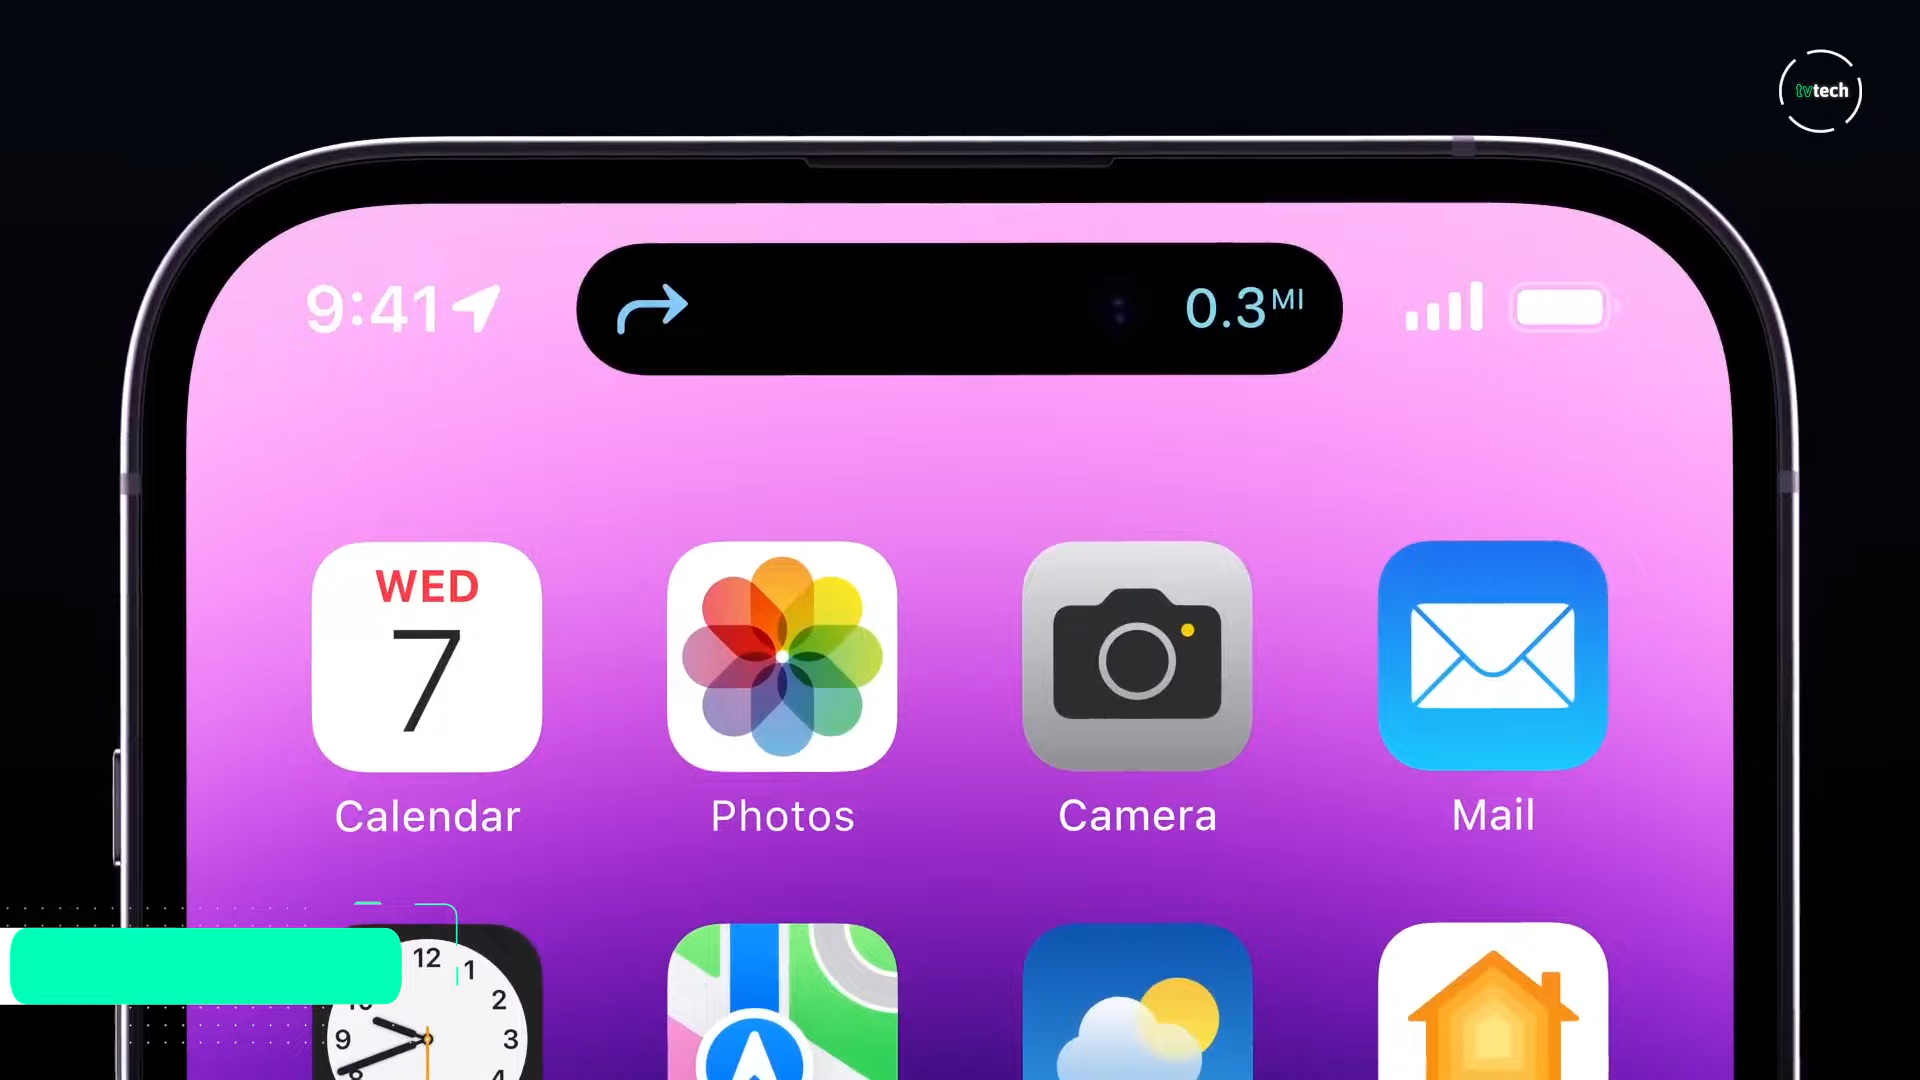 tvtech
9:41
0.3MI
WED
7
Calendar
Photos
Camera
Mail
12
1
2
9
3